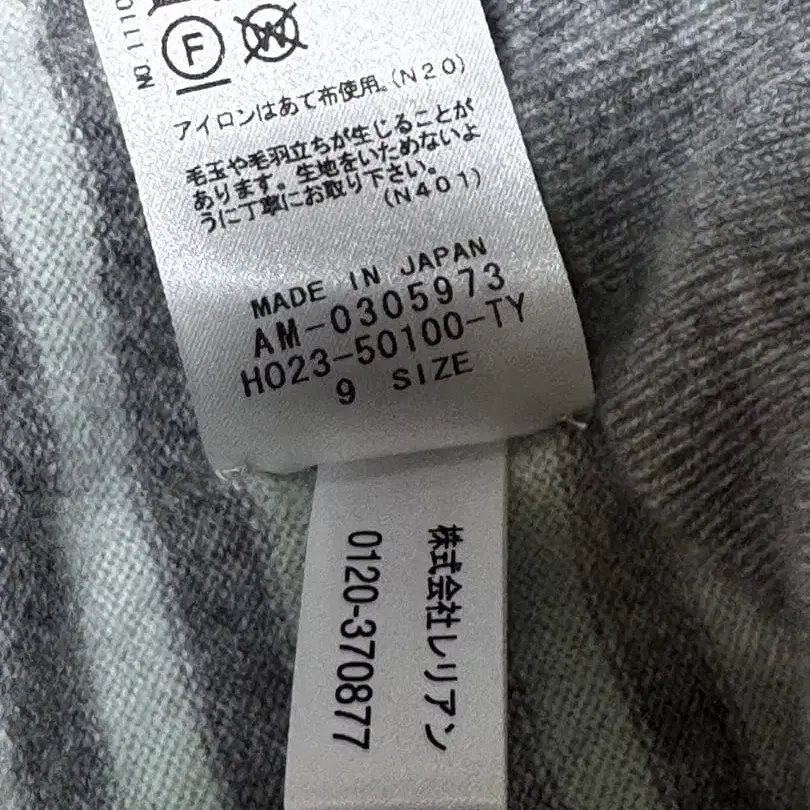 F
W
アイロンはあて布使用。(N20)
毛玉や毛羽立ちが生じることが
あります。生地をいためないよ
うに丁寧にお取り下さい。
(N401)
MADE IN JAPAN
AM-0305973
H023-50100-TY
9 SIZE
株式会社レリアン
0120-370877